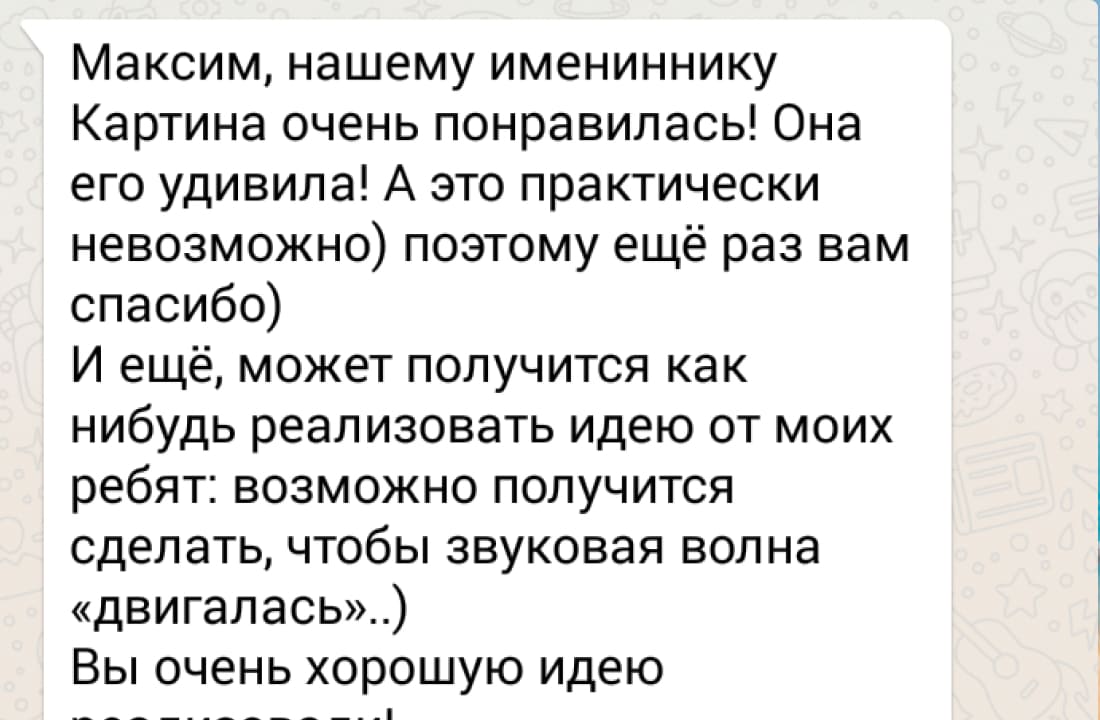 Максим, нашему имениннику
Картина очень понравилась! Она
его удивила! А это практически
невозможно) поэтому ещё раз вам
спасибо)
И ещё, может получится как
нибудь реализовать идею от моих
ребят: возможно получится
сделать, чтобы звуковая волна
«двигалась»..)
Вы очень хорошую идею